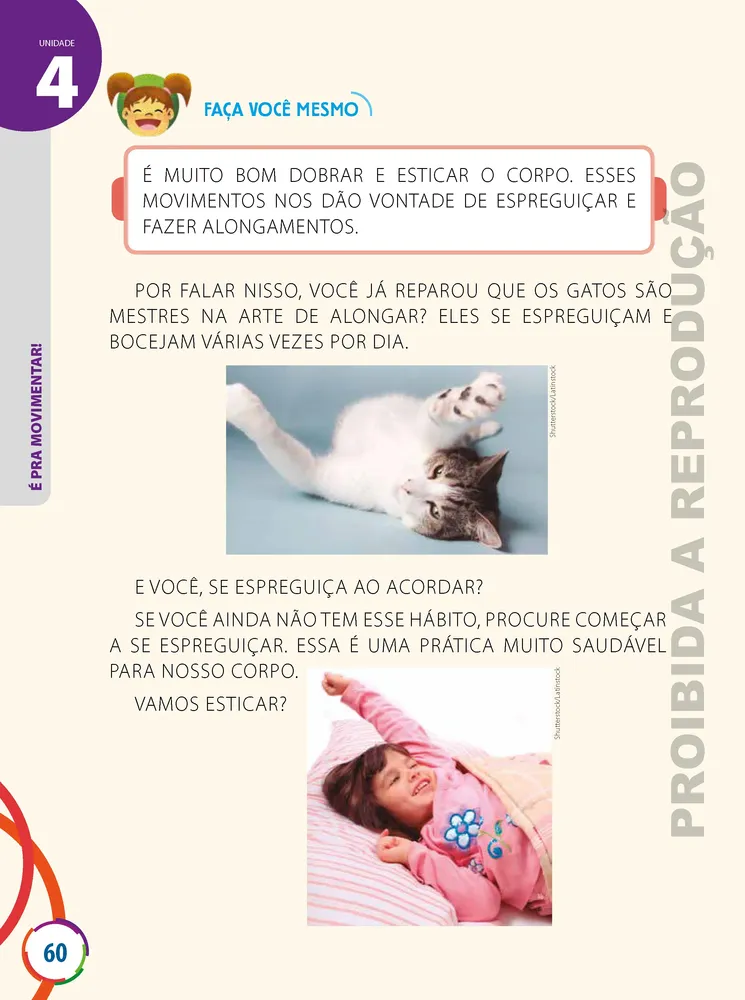 UNIDADE
4
FAÇA VOCÊ MESMO
É MUITO BOM DOBRAR E ESTICAR O CORPO. ESSES
MOVIMENTOS NOS DÃO VONTADE DE ESPREGUIÇAR E
FAZER ALONGAMENTOS.
POR FALAR NISSO, VOCÊ JÁ REPAROU QUE OS GATOS SÃO
MESTRES NA ARTE DE ALONGAR? ELES SE ESPREGUIÇAM E
BOCEJAM VÁRIAS VEZES POR DIA.
Shutterstock/Latinstock
É PRA MOVIMENTAR!
E VOCÊ, SE ESPREGUIÇA AO ACORDAR?
SE VOCÊ AINDA NÃO TEM ESSE HÁBITO, PROCURE COMEÇAR
A SE ESPREGUIÇAR. ESSA É UMA PRÁTICA MUITO SAUDÁVEL
PARA NOSSO CORPO.
VAMOS ESTICAR?
Shutterstock/Latinstock
PROIBIDA A REPRODUÇÃO
60